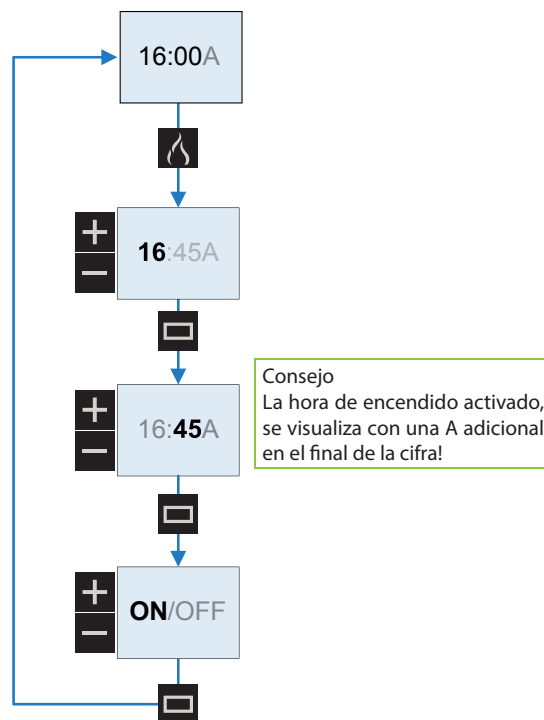 16:00A
16:45A
16:45A
Consejo
La hora de encendido activado,
se visualiza con una A adicional
en el final de la cifra!
ON/OFF